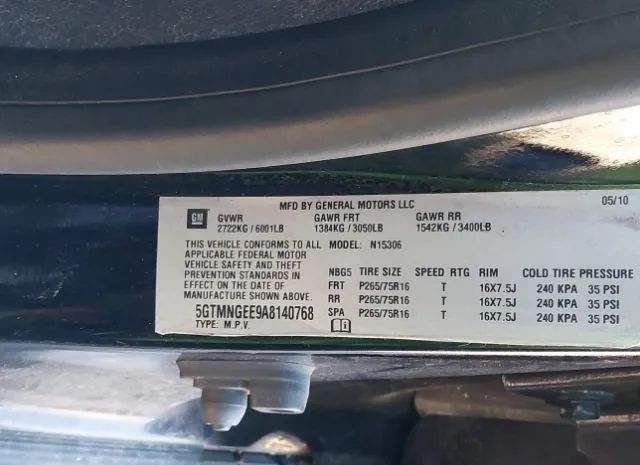 MFD BY GENERAL MOTORS LLC 05/10
GM GVWR GAWR FRT GAWR RR
2722KG / 6001LB 1384KG / 3050LB 1542KG / 3400LB
THIS VEHICLE CONFORMS TO ALL MODEL: N15306
APPLICABLE FEDERAL MOTOR
VEHICLE SAFETY AND THEFT
PREVENTION STANDARDS IN
EFFECT ON THE DATE OF
MANUFACTURE SHOWN ABOVE.
5GTMNGEE9A8140768
TYPE: M.P.V.
NBGS TIRE SIZE SPEED RTG RIM COLD TIRE PRESSURE
FRT P265/75R16 T 16X7.5J 240 KPA 35 PSI
RR P265/75R16 T 16X7.5J 240 KPA 35 PSI
SPA P265/75R16 T 16X7.5J 240 KPA 35 PSI